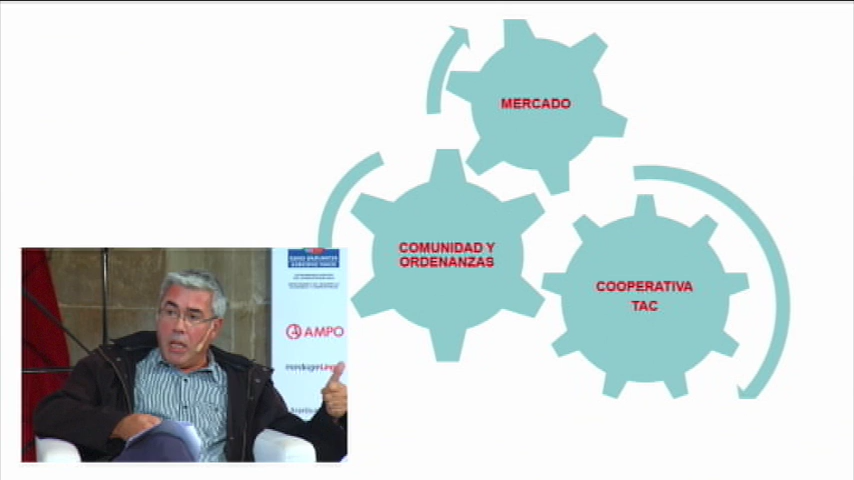 MERCADO
COMUNIDAD Y
ORDENANZAS
COOPERATIVA
TAC
AMPO